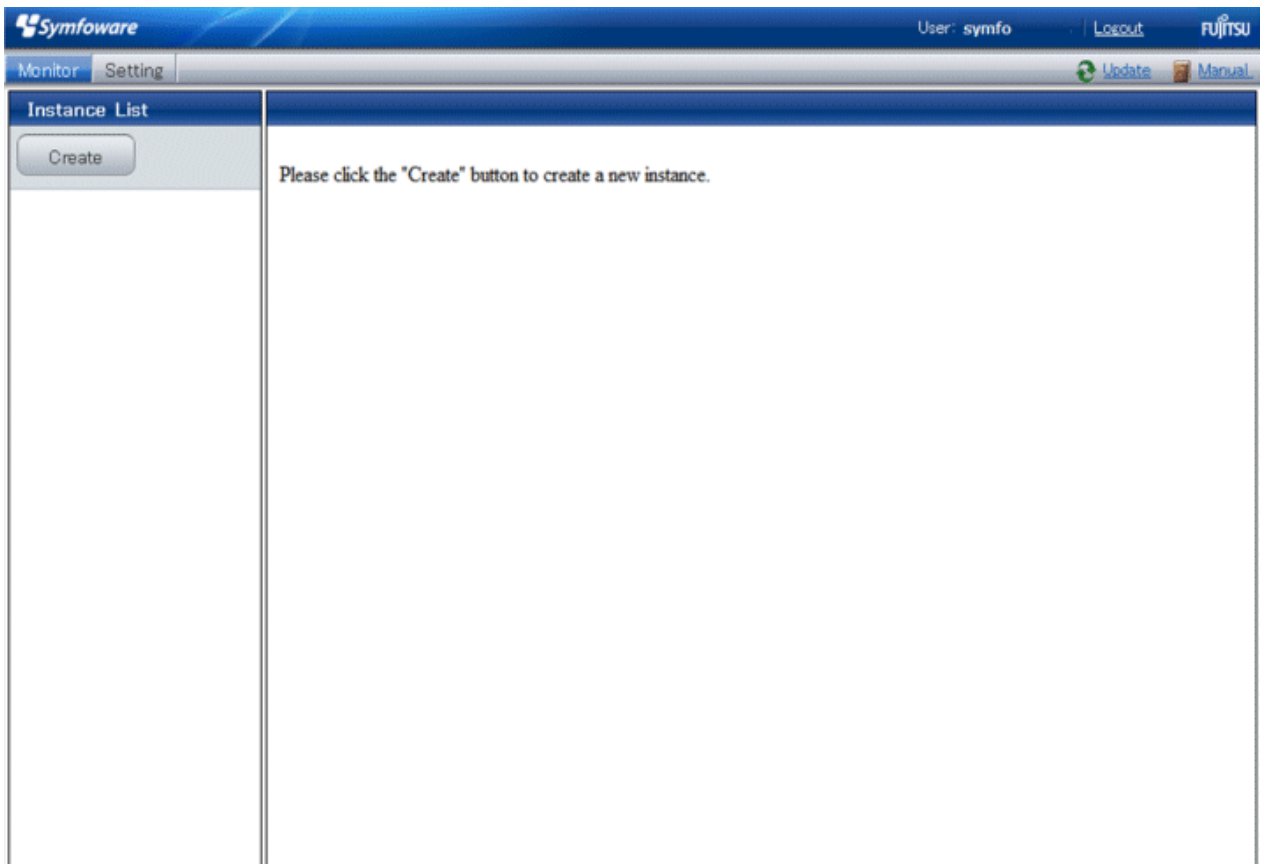 Symfoware User: symfo Logout FUJITSU
Monitor Setting Update Manual
Instance List
Create
Please click the "Create" button to create a new instance.